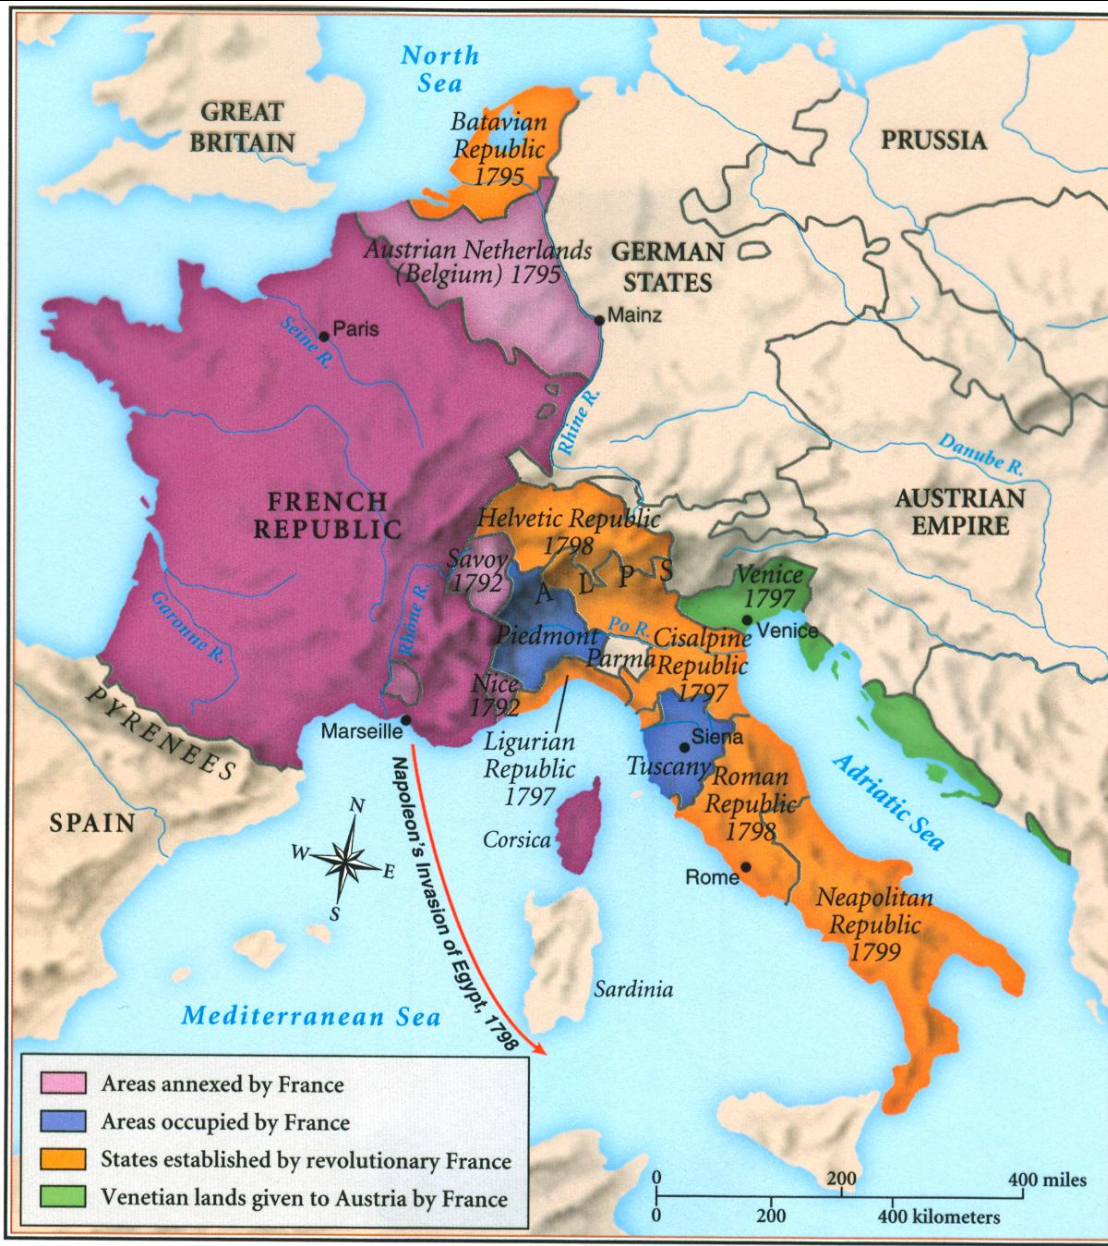 North
Sea
GREAT
BRITAIN
Batavian
Republic
1795
PRUSSIA
Austrian Netherlands
(Belgium) 1795
GERMAN
STATES
Mainz
Seine R.
Paris
Rhine R.
Danube R.
FRENCH
REPUBLIC
AUSTRIAN
EMPIRE
Helvetic Republic
1798
Savoy
1792
ALPS
Venice
1797
Venice
Garonne R.
Rhône R.
Piedmont
Po R.
Parma
Cisalpine
Republic
1797
Nice
1792
PYRENEES
Marseille
Ligurian
Republic
1797
Siena
Tuscany
Roman
Republic
1798
Adriatic Sea
SPAIN
Napoleon's Invasion of Egypt, 1798
Corsica
N
W
E
S
Rome
Neapolitan
Republic
1799
Sardinia
Mediterranean Sea
Areas annexed by France
Areas occupied by France
States established by revolutionary France
Venetian lands given to Austria by France
0 200 400 miles
0 200 400 kilometers